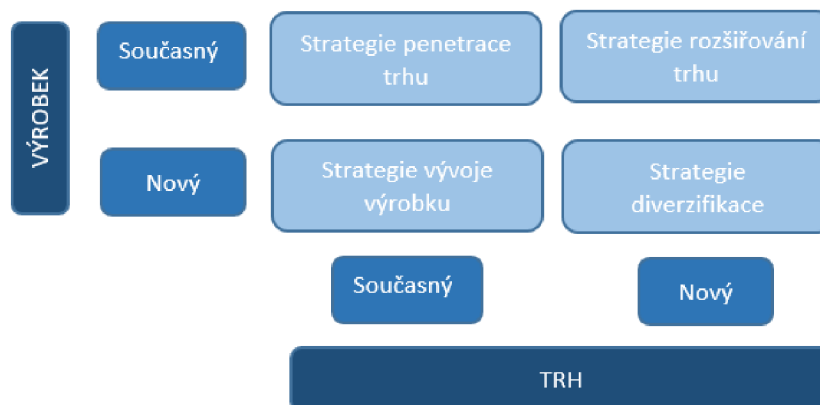 VÝROBEK
Současný
Strategie penetrace
trhu
Strategie rozšiřování
trhu
Nový
Strategie vývoje
výrobku
Strategie
diverzifikace
Současný
Nový
TRH